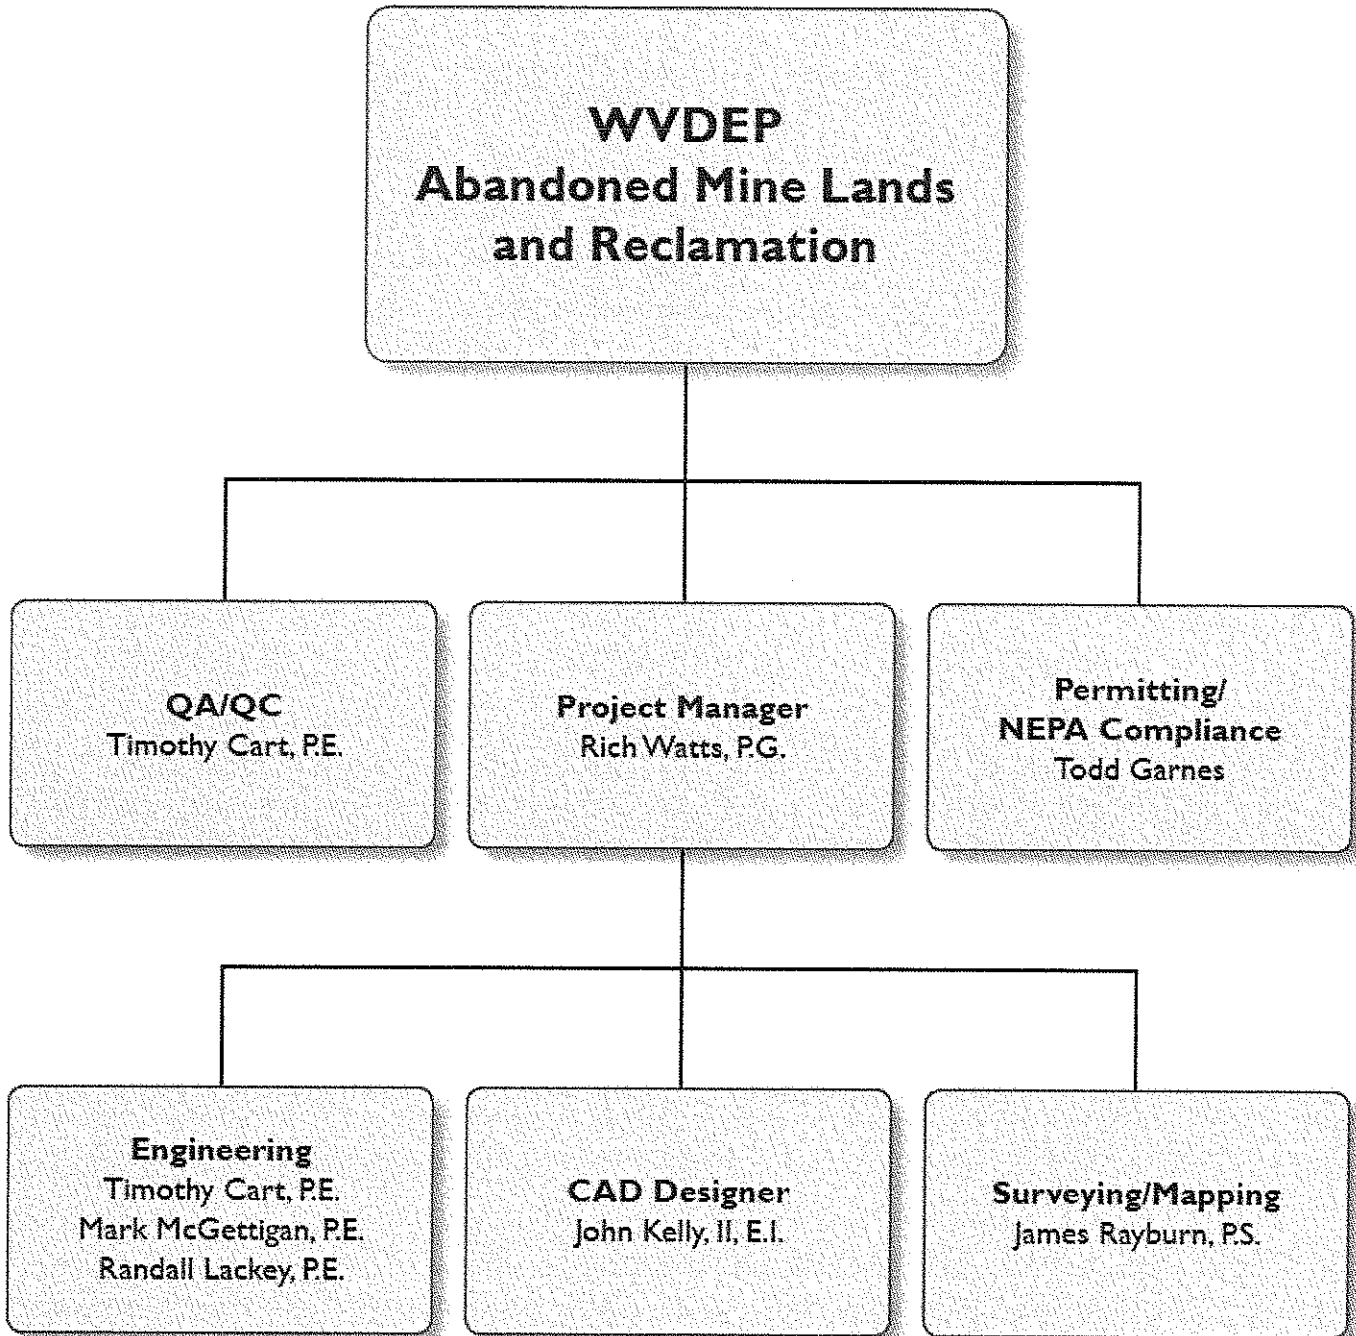 WVDEP
Abandoned Mine Lands
and Reclamation
QA/QC
Timothy Cart, P.E.
Project Manager
Rich Watts, P.G.
Permitting/
NEPA Compliance
Todd Garnes
Engineering
Timothy Cart, P.E.
Mark McGettigan, P.E.
Randall Lackey, P.E.
CAD Designer
John Kelly, II, E.I.
Surveying/Mapping
James Rayburn, P.S.